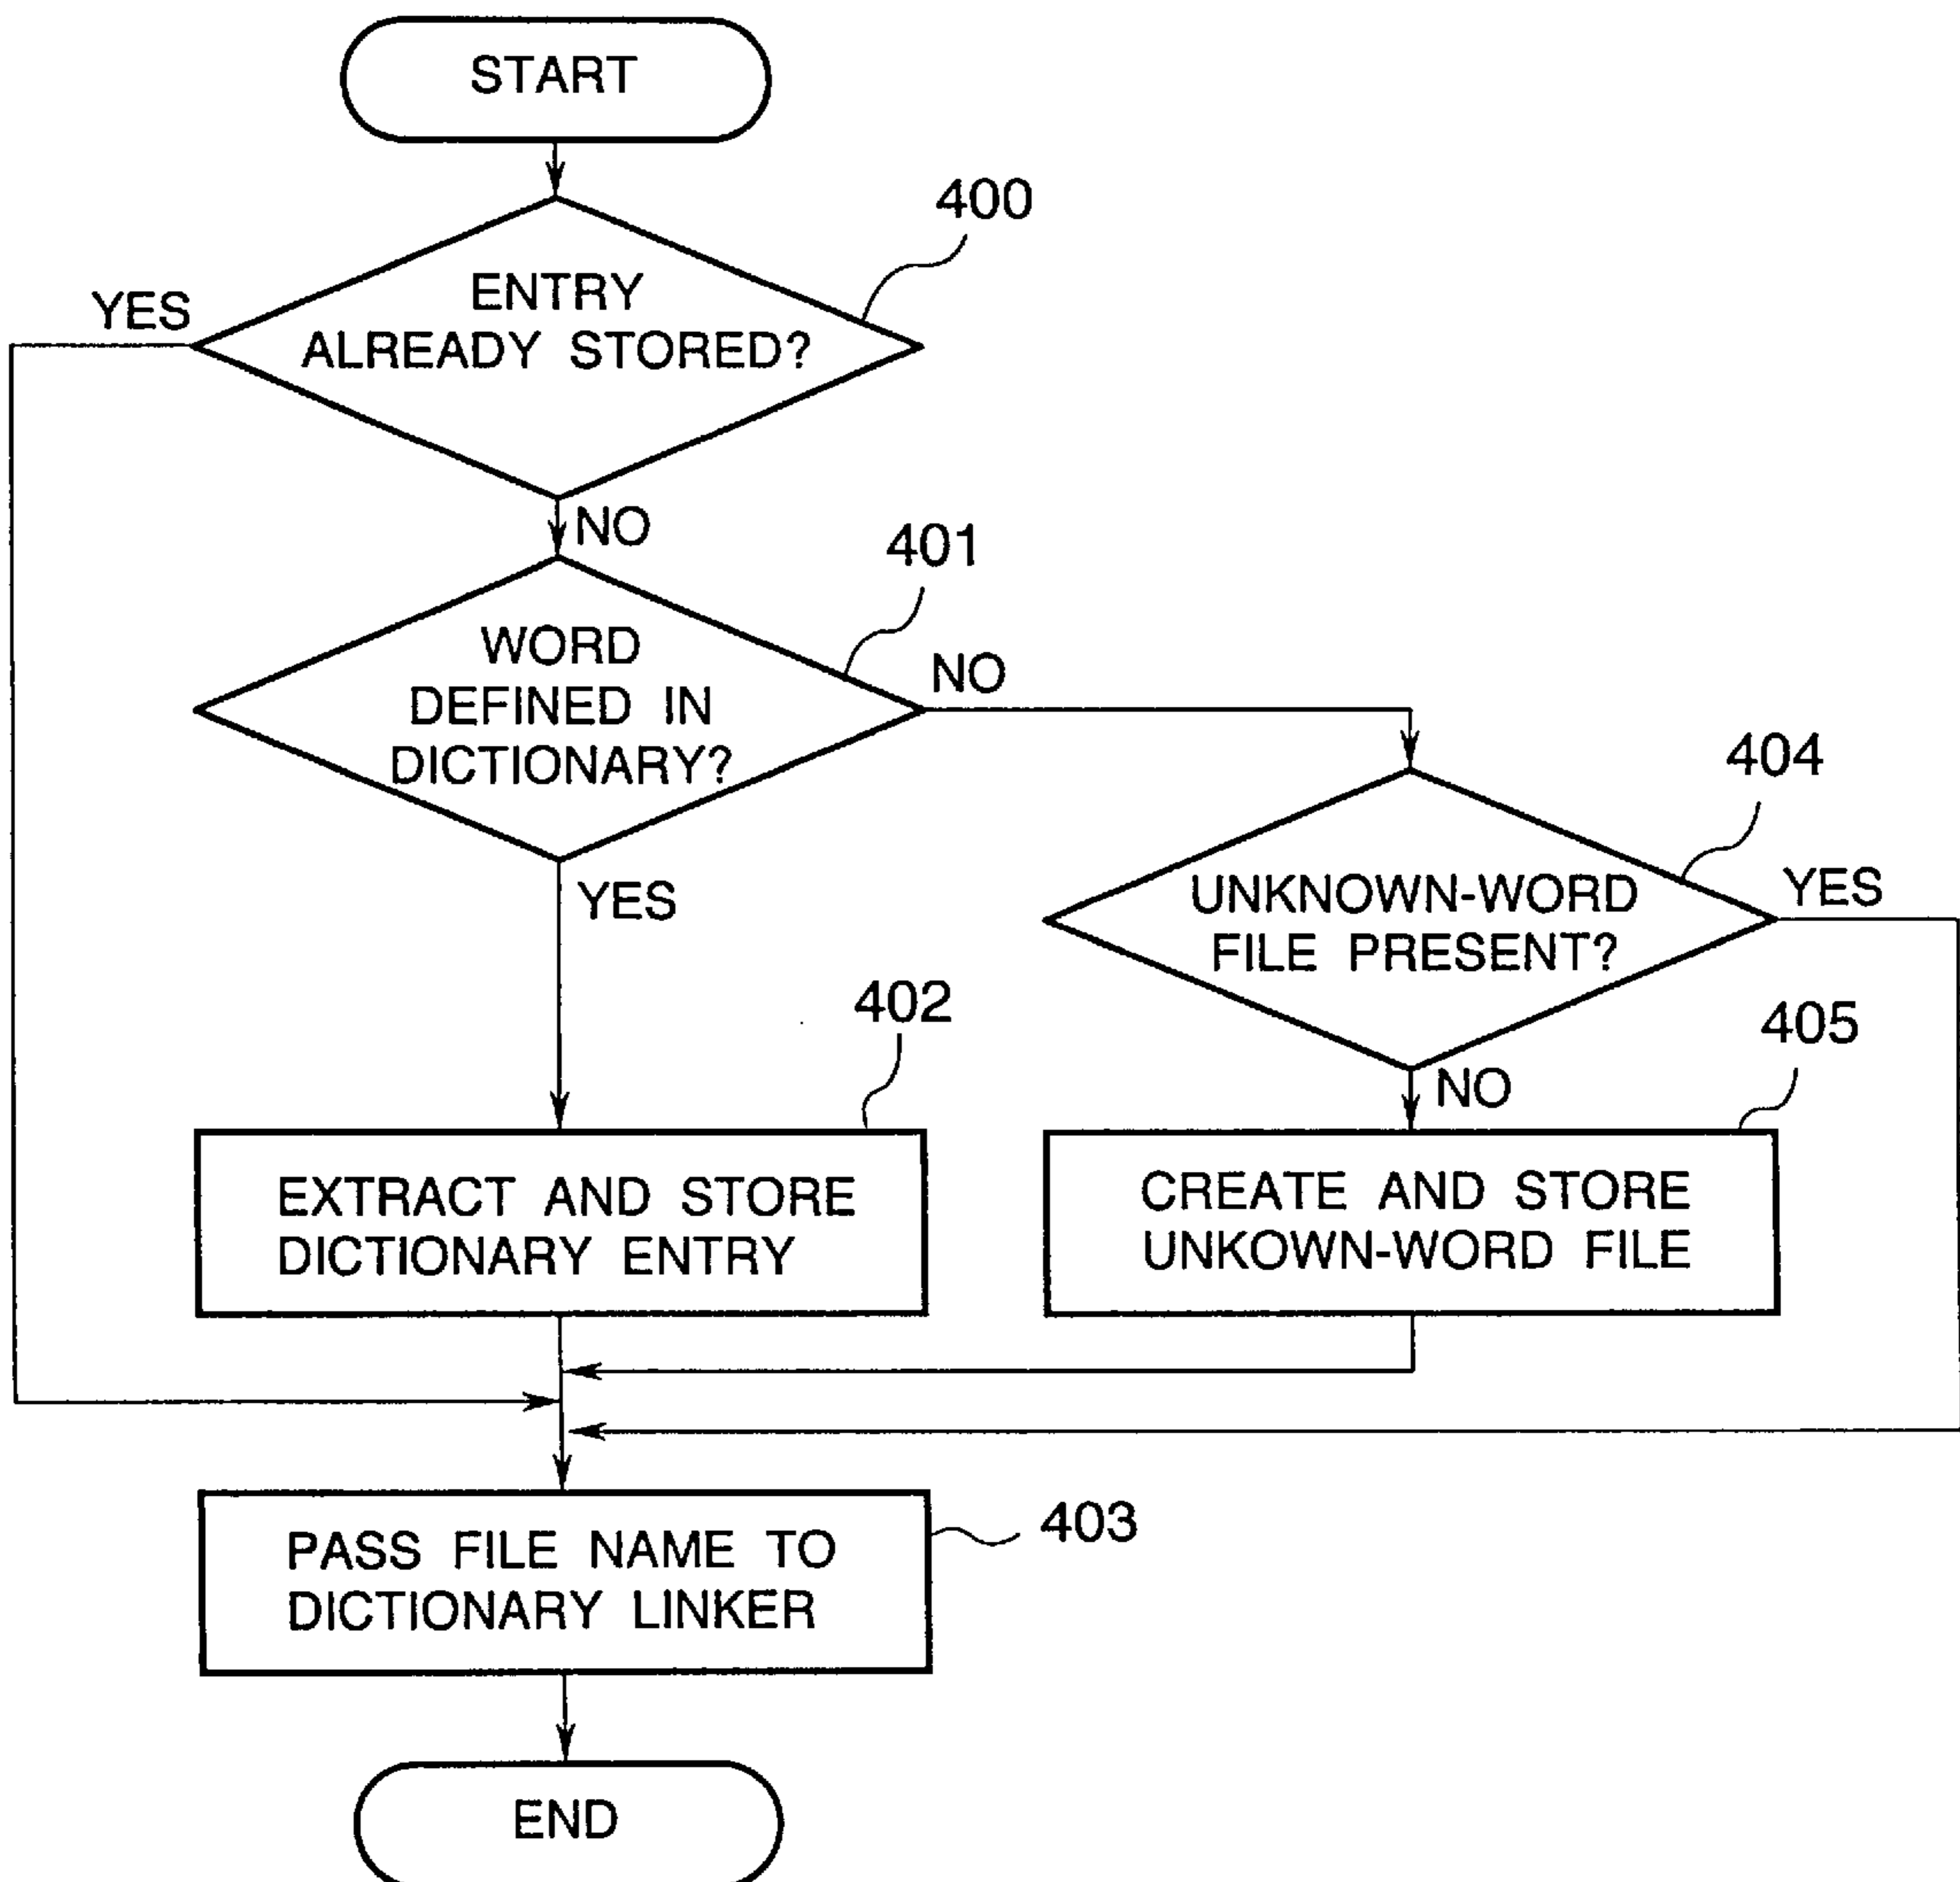 START
400
ENTRY
ALREADY STORED?
YES
NO
401
WORD
DEFINED IN
DICTIONARY?
NO
YES
404
UNKNOWN-WORD
FILE PRESENT?
YES
NO
402
EXTRACT AND STORE
DICTIONARY ENTRY
405
CREATE AND STORE
UNKOWN-WORD FILE
PASS FILE NAME TO
DICTIONARY LINKER
403
END